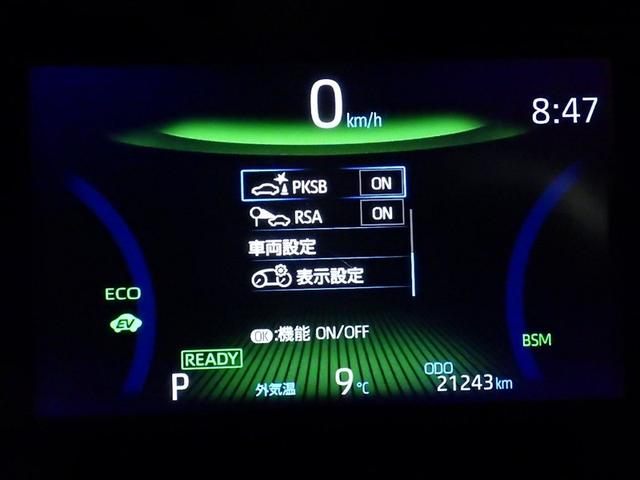 0 km/h
8:47
PKSB ON
RSA ON
車両設定
表示設定
ECO
EV
OK:機能 ON/OFF
BSM
READY
P 外気温 9℃ ODO 21243 km